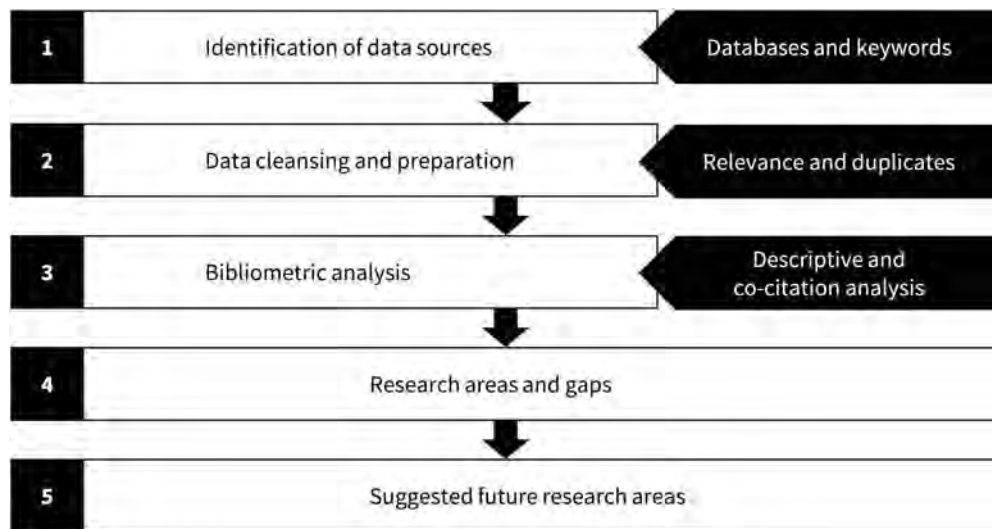 1
Identification of data sources
Databases and keywords
2
Data cleansing and preparation
Relevance and duplicates
3
Bibliometric analysis
Descriptive and
co-citation analysis
4
Research areas and gaps
5
Suggested future research areas